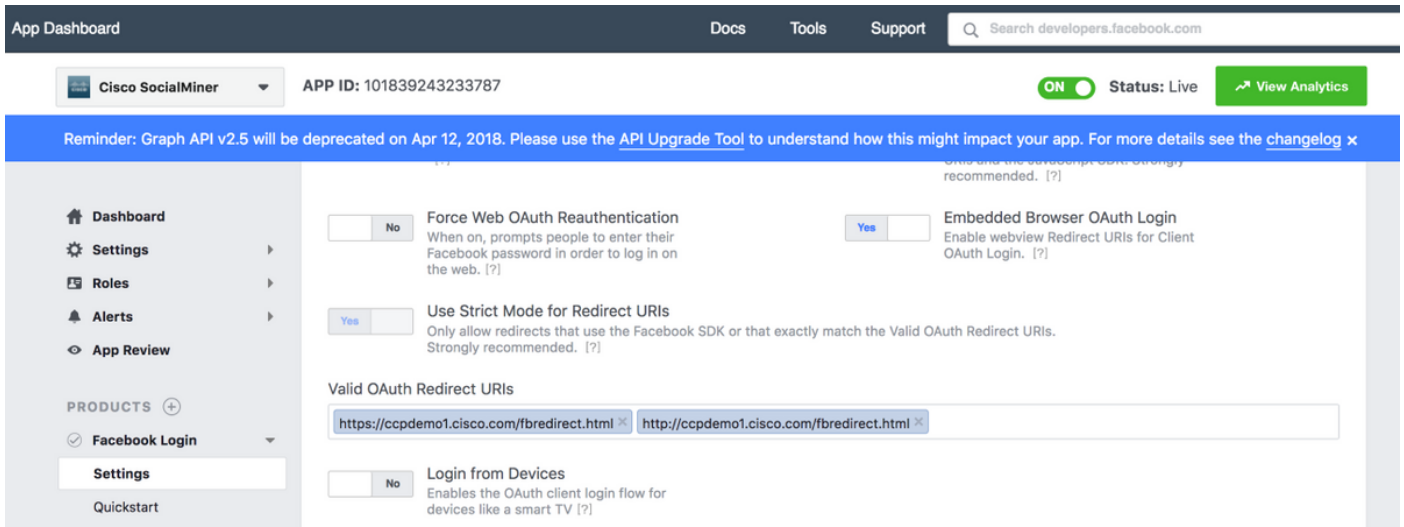 App Dashboard Docs Tools Support Search developers.facebook.com
Cisco SocialMiner APP ID: 101839243233787 ON Status: Live View Analytics
Reminder: Graph API v2.5 will be deprecated on Apr 12, 2018. Please use the API Upgrade Tool to understand how this might impact your app. For more details see the changelog ×
[?]
URIs and the JavaScript SDK. Strongly
recommended. [?]
Dashboard
Settings
Roles
Alerts
App Review
PRODUCTS
Facebook Login
Settings
Quickstart
No Force Web OAuth Reauthentication
When on, prompts people to enter their
Facebook password in order to log in on
the web. [?]
Yes Embedded Browser OAuth Login
Enable webview Redirect URIs for Client
OAuth Login. [?]
Yes Use Strict Mode for Redirect URIs
Only allow redirects that use the Facebook SDK or that exactly match the Valid OAuth Redirect URIs.
Strongly recommended. [?]
Valid OAuth Redirect URIs
https://ccpdemo1.cisco.com/fbredirect.html × http://ccpdemo1.cisco.com/fbredirect.html ×
No Login from Devices
Enables the OAuth client login flow for
devices like a smart TV [?]